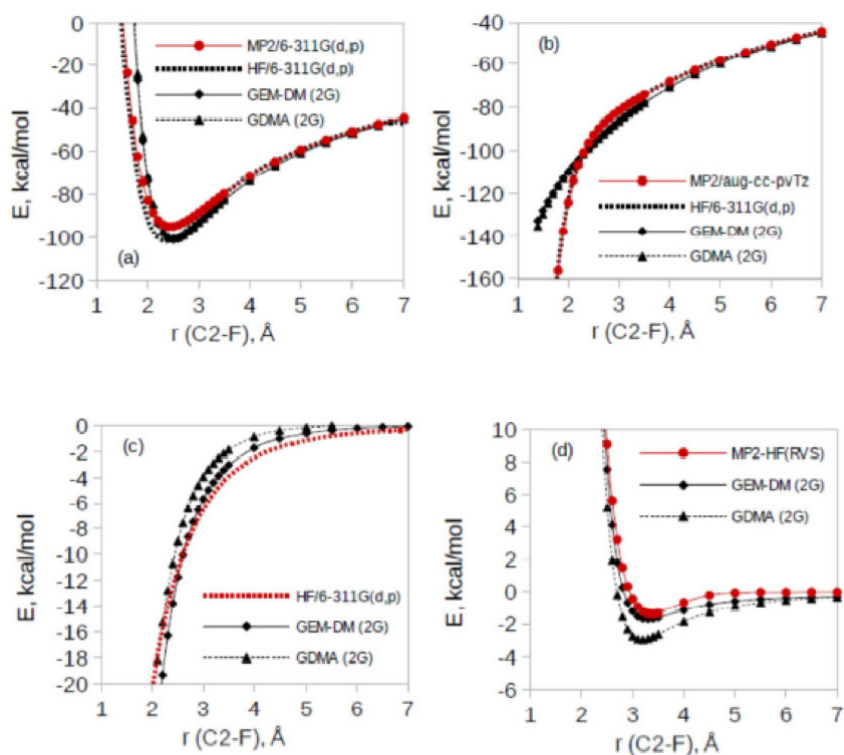 0
-20
-40
-60
-80
-100
-120
E, kcal/mol
MP2/6-311G(d,p)
HF/6-311G(d,p)
GEM-DM (2G)
GDMA (2G)
(a)
1 2 3 4 5 6 7
r (C2-F), Å
-40
-60
-80
-100
-120
-140
-160
E, kcal/mol
(b)
MP2/aug-cc-pvTz
HF/6-311G(d,p)
GEM-DM (2G)
GDMA (2G)
1 2 3 4 5 6 7
r (C2-F), Å
0
-2
-4
-6
-8
-10
-12
-14
-16
-18
-20
E, kcal/mol
(c)
HF/6-311G(d,p)
GEM-DM (2G)
GDMA (2G)
1 2 3 4 5 6 7
r (C2-F), Å
10
8
6
4
2
0
-2
-4
-6
E, kcal/mol
(d)
MP2-HF(RVS)
GEM-DM (2G)
GDMA (2G)
1 2 3 4 5 6 7
r (C2-F), Å